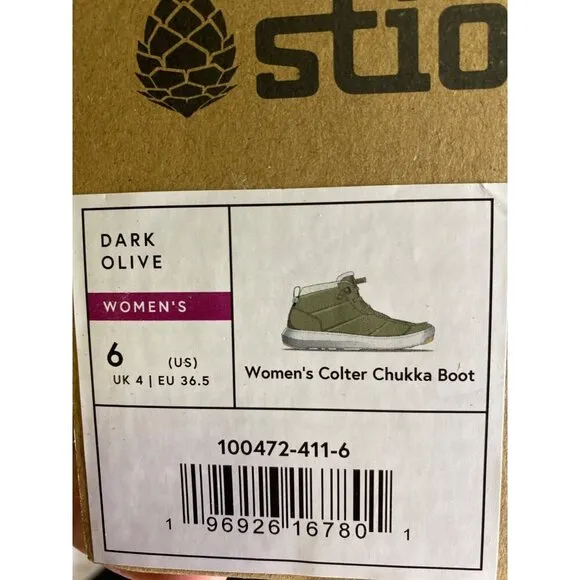 stio
DARK
OLIVE
WOMEN'S
6 (US)
UK 4 | EU 36.5
Women's Colter Chukka Boot
100472-411-6
1 96926 16780 1